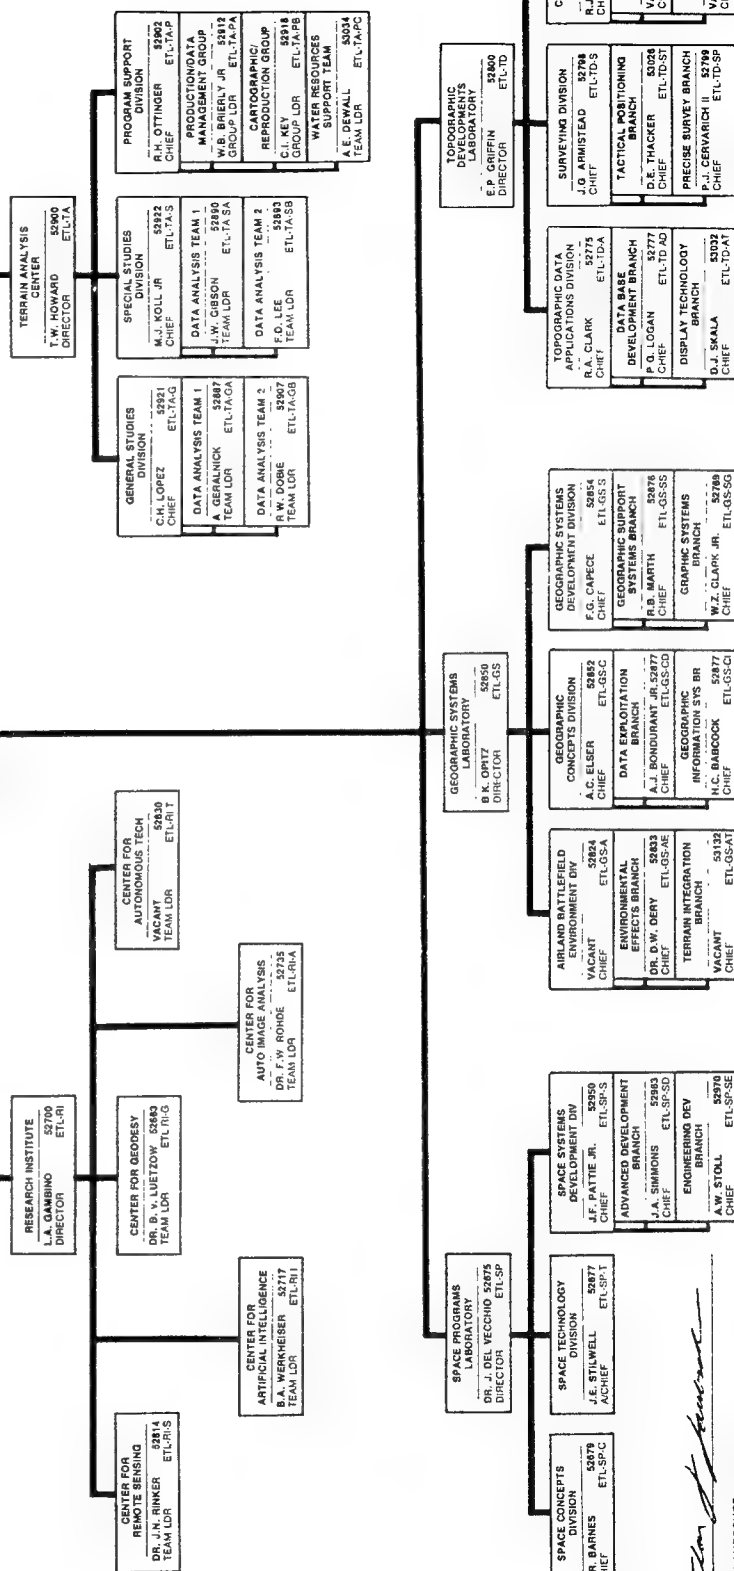 TERRAIN ANALYSIS
CENTER
T.W. HOWARD 52900
DIRECTOR ETL-TA
GENERAL STUDIES
DIVISION
C.H. LOPEZ 52921
CHIEF ETL-TA-G
DATA ANALYSIS TEAM 1
A GERALNICK 52887
TEAM LDR ETL-TA-GA
DATA ANALYSIS TEAM 2
R W. DOBIE 52907
TEAM LDR ETL-TA-GB
SPECIAL STUDIES
DIVISION
M.J. KOLL JR 52922
CHIEF ETL-TA-S
DATA ANALYSIS TEAM 1
J.W. GIBSON 52890
TEAM LDR ETL-TA SA
DATA ANALYSIS TEAM 2
F.O. LEE 52893
TEAM LDR ETL-TA-SB
PROGRAM SUPPORT
DIVISION
R.H. OTTINGER 52902
CHIEF ETL-TA-P
PRODUCTION/DATA
MANAGEMENT GROUP
W.B. BRIERLY JR 52912
GROUP LDR ETL-TA-PA
CARTOGRAPHIC/
REPRODUCTION GROUP
C.I. KEY 52918
GROUP LDR ETL-TA-PB
WATER RESOURCES
SUPPORT TEAM
A E. DEWALL 53034
TEAM LDR ETL-TA-PC
RESEARCH INSTITUTE
L.A. GAMBINO 52700
DIRECTOR ETL-RI
CENTER FOR
REMOTE SENSING
DR. J.N. RINKER 52814
TEAM LDR ETL-RI-S
CENTER FOR
ARTIFICIAL INTELLIGENCE
B.A. WERKHEISER 52717
TEAM LDR ETL-RI I
CENTER FOR GEODESY
DR. B. v. LUETZOW 52663
TEAM LDR ETL RI-G
CENTER FOR
AUTO IMAGE ANALYSIS
DR. F.W ROHDE 52735
TEAM LDR ETL-RI-A
CENTER FOR
AUTONOMOUS TECH
VACANT 52830
TEAM LDR ETL-RI T
SPACE PROGRAMS
LABORATORY
DR. J. DEL VECCHIO 52675
DIRECTOR ETL-SP
SPACE CONCEPTS
DIVISION
R. BARNES 52679
ETL-SP-C
SPACE TECHNOLOGY
DIVISION
J.E. STILWELL 52677
A/CHIEF ETL-SP-T
SPACE SYSTEMS
DEVELOPMENT DIV
J.F. PATTIE JR. 52950
CHIEF ETL-SP-S
ADVANCED DEVELOPMENT
BRANCH
J.A. SIMMONS 52963
CHIEF ETL-SP-SD
ENGINEERING DEV
BRANCH
A.W. STOLL 52970
CHIEF ETL-SP-SE
GEOGRAPHIC SYSTEMS
LABORATORY
B K. OPITZ 52850
DIRECTOR ETL-GS
AIRLAND BATTLEFIELD
ENVIRONMENT DIV
VACANT 52824
CHIEF ETL-GS-A
ENVIRONMENTAL
EFFECTS BRANCH
DR. D.W. DERY 52833
CHIEF ETL-GS-AE
TERRAIN INTEGRATION
BRANCH
VACANT 53132
CHIEF ETL-GS-AT
GEOGRAPHIC
CONCEPTS DIVISION
A.C. ELSER 52852
CHIEF ETL-GS-C
DATA EXPLOITATION
BRANCH
A.J. BONDURANT JR. 52877
CHIEF ETL-GS-CD
GEOGRAPHIC
INFORMATION SYS BR
H.C. BABCOCK 52877
CHIEF ETL-GS-CI
GEOGRAPHIC SYSTEMS
DEVELOPMENT DIVISION
F.G. CAPECE 52854
CHIEF ETL-GS S
GEOGRAPHIC SUPPORT
SYSTEMS BRANCH
R.B. MARTH 52876
CHIEF ETL-GS-SS
GRAPHIC SYSTEMS
BRANCH
W.Z. CLARK JR. 52789
CHIEF ETL-GS-SG
TOPOGRAPHIC
DEVELOPMENTS
LABORATORY
E.P. GRIFFIN 52800
DIRECTOR ETL-TD
TOPOGRAPHIC DATA
APPLICATIONS DIVISION
R.A. CLARK 52775
CHIEF ETL-TD-A
DATA BASE
DEVELOPMENT BRANCH
P G. LOGAN 52777
CHIEF ETL-TD AD
DISPLAY TECHNOLOGY
BRANCH
D.J. SKALA 53032
CHIEF ETL-TD-AT
SURVEYING DIVISION
J.G ARMISTEAD 52798
CHIEF ETL-TD-S
TACTICAL POSITIONING
BRANCH
D.E. THACKER 53026
CHIEF ETL-TD-ST
PRECISE SURVEY BRANCH
P.J. CERVARICH II 52799
CHIEF ETL-TD-SP